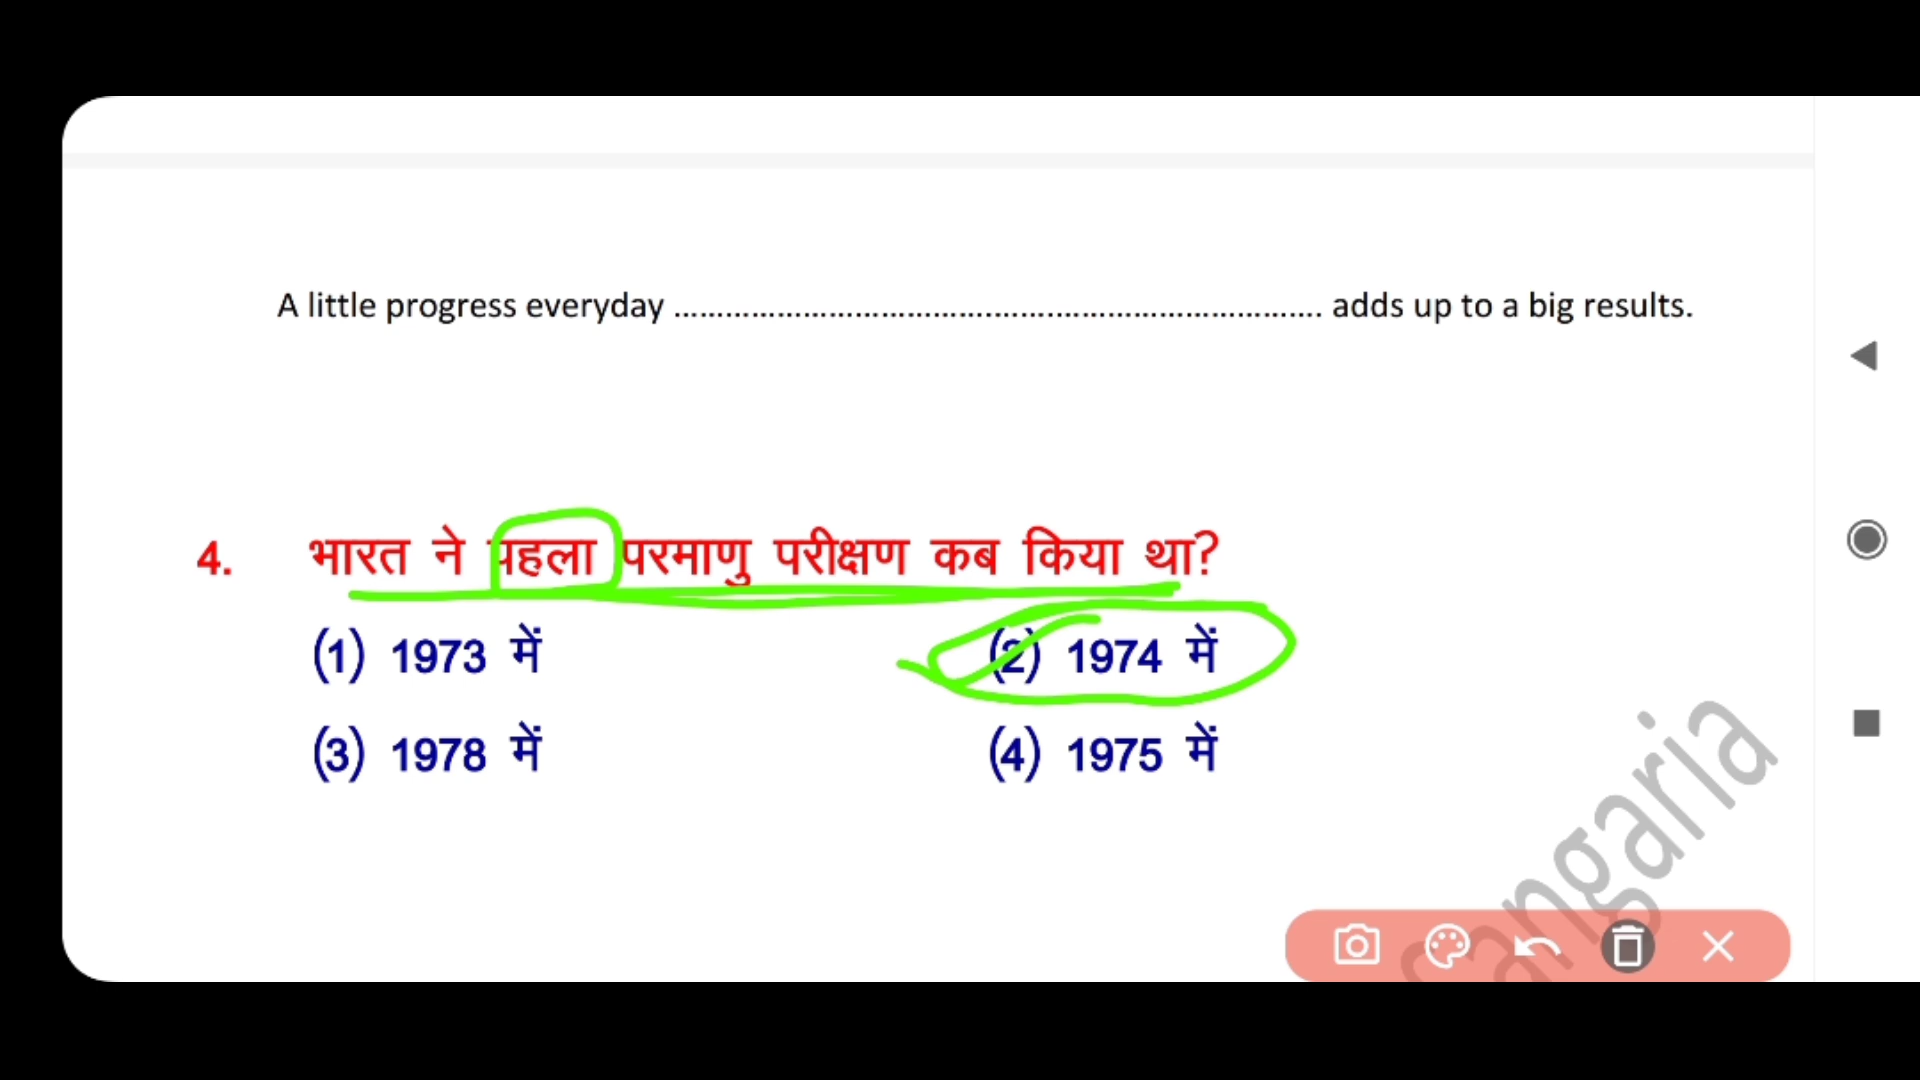 A little progress everyday ........................................................................ adds up to a big results.
4. भारत ने पहला परमाणु परीक्षण कब किया था?
(1) 1973 में (2) 1974 में
(3) 1978 में (4) 1975 में
angaria